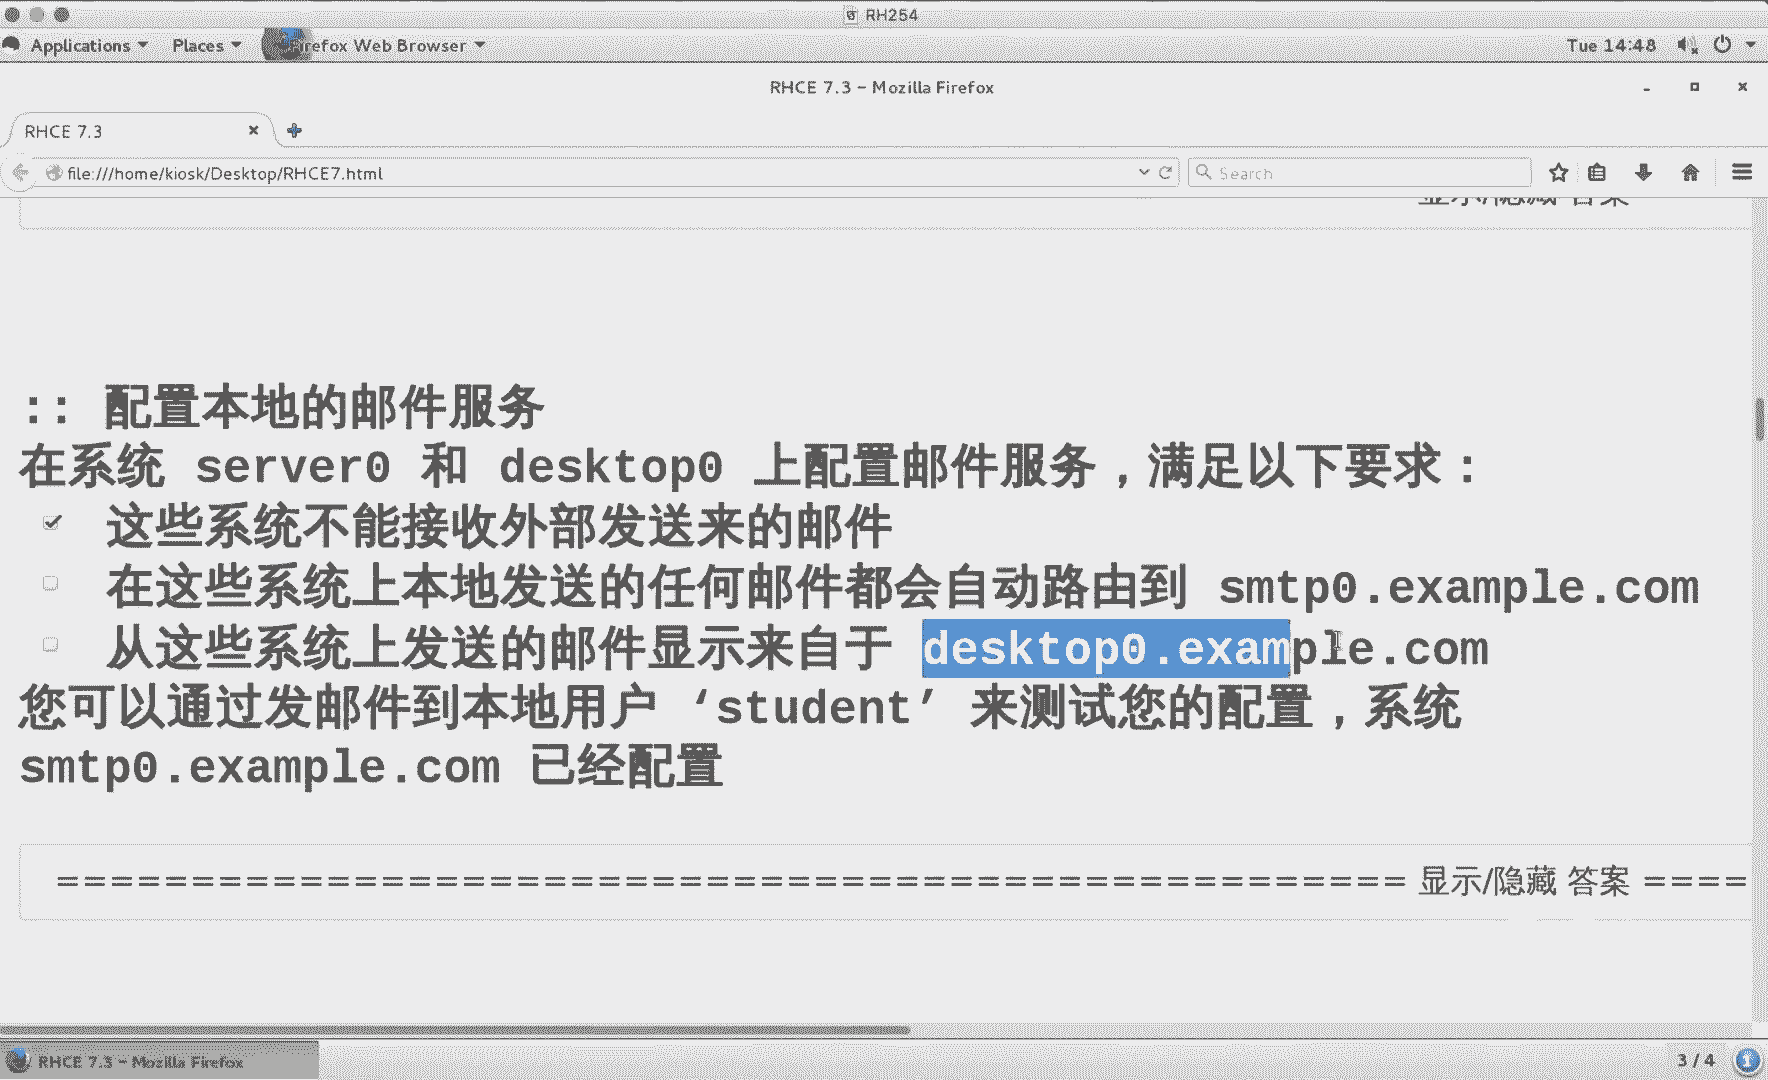 RH254
Applications Places Firefox Web Browser Tue 14:48
RHCE 7.3 - Mozilla Firefox
RHCE 7.3
file:///home/kiosk/Desktop/RHCE7.html Search
显示/隐藏 答案
:: 配置本地的邮件服务
在系统 server0 和 desktop0 上配置邮件服务，满足以下要求：
这些系统不能接收外部发送来的邮件
在这些系统上本地发送的任何邮件都会自动路由到 smtp0.example.com
从这些系统上发送的邮件显示来自于 desktop0.example.com
您可以通过发邮件到本地用户 ‘student’ 来测试您的配置，系统
smtp0.example.com 已经配置
================================================== 显示/隐藏 答案 ====
RHCE 7.3 - Mozilla Firefox 3 / 4